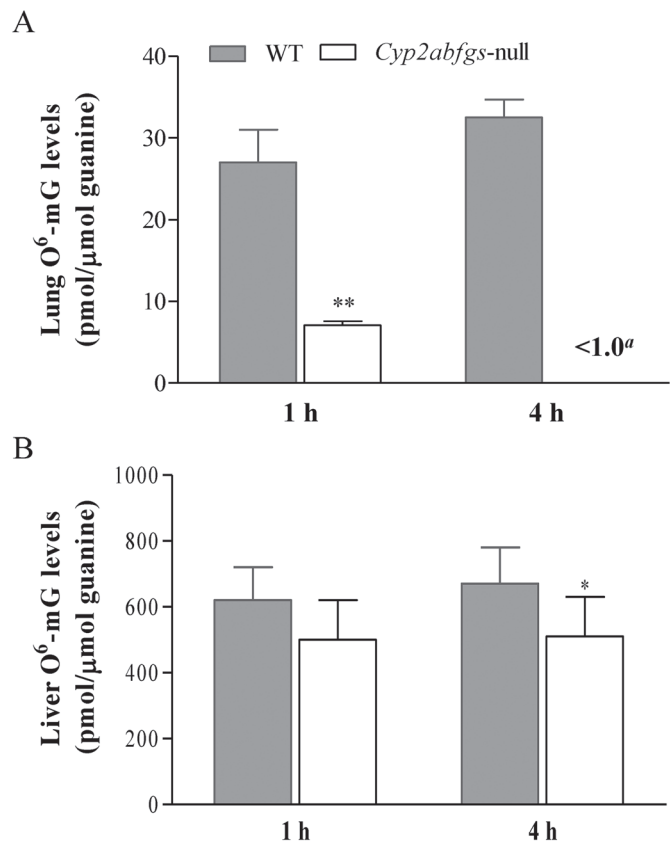 A
WT Cyp2abfgs-null
Lung O⁶-mG levels
(pmol/μmol guanine)
40
30
20
10
0
**
<1.0ᵃ
1 h 4 h
B
Liver O⁶-mG levels
(pmol/μmol guanine)
1000
800
600
400
200
0
*
1 h 4 h